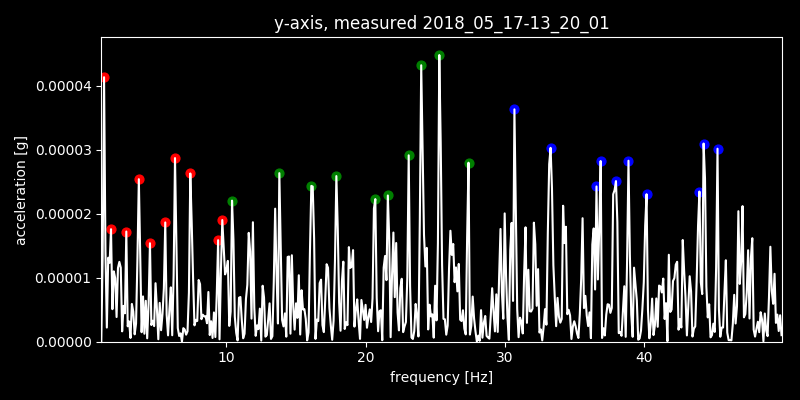 y-axis, measured 2018_05_17-13_20_01
0.00004
0.00003
0.00002
0.00001
0.00000
acceleration [g]
10 20 30 40
frequency [Hz]